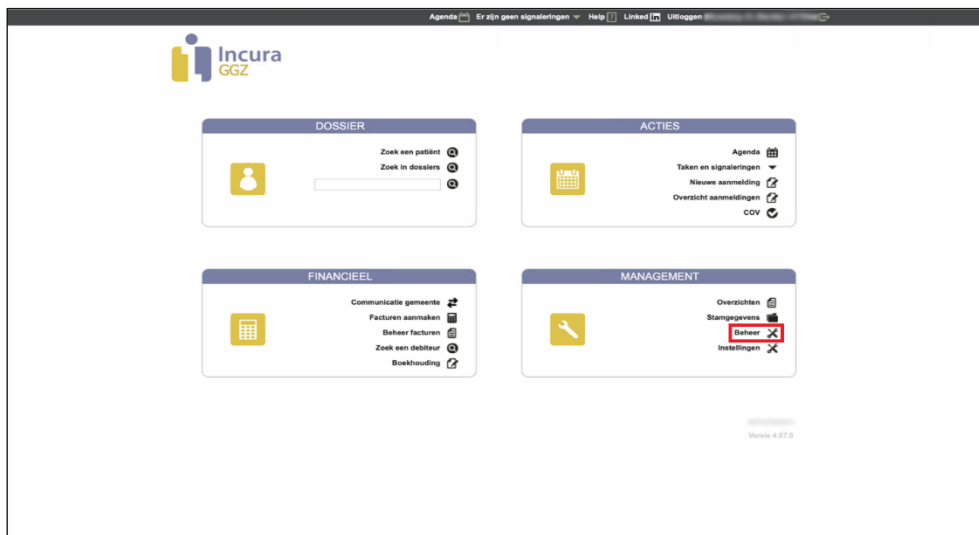 Agenda Er zijn geen signaleringen Help ? Linked in Uitloggen
Incura
GGZ
DOSSIER
Zoek een patiënt
Zoek in dossiers
ACTIES
Agenda
Taken en signaleringen
Nieuwe aanmelding
Overzicht aanmeldingen
COV
FINANCIEEL
Communicatie gemeente
Facturen aanmaken
Beheer facturen
Zoek een debiteur
Boekhouding
MANAGEMENT
Overzichten
Stamgegevens
Beheer
Instellingen
Versie 4.67.0